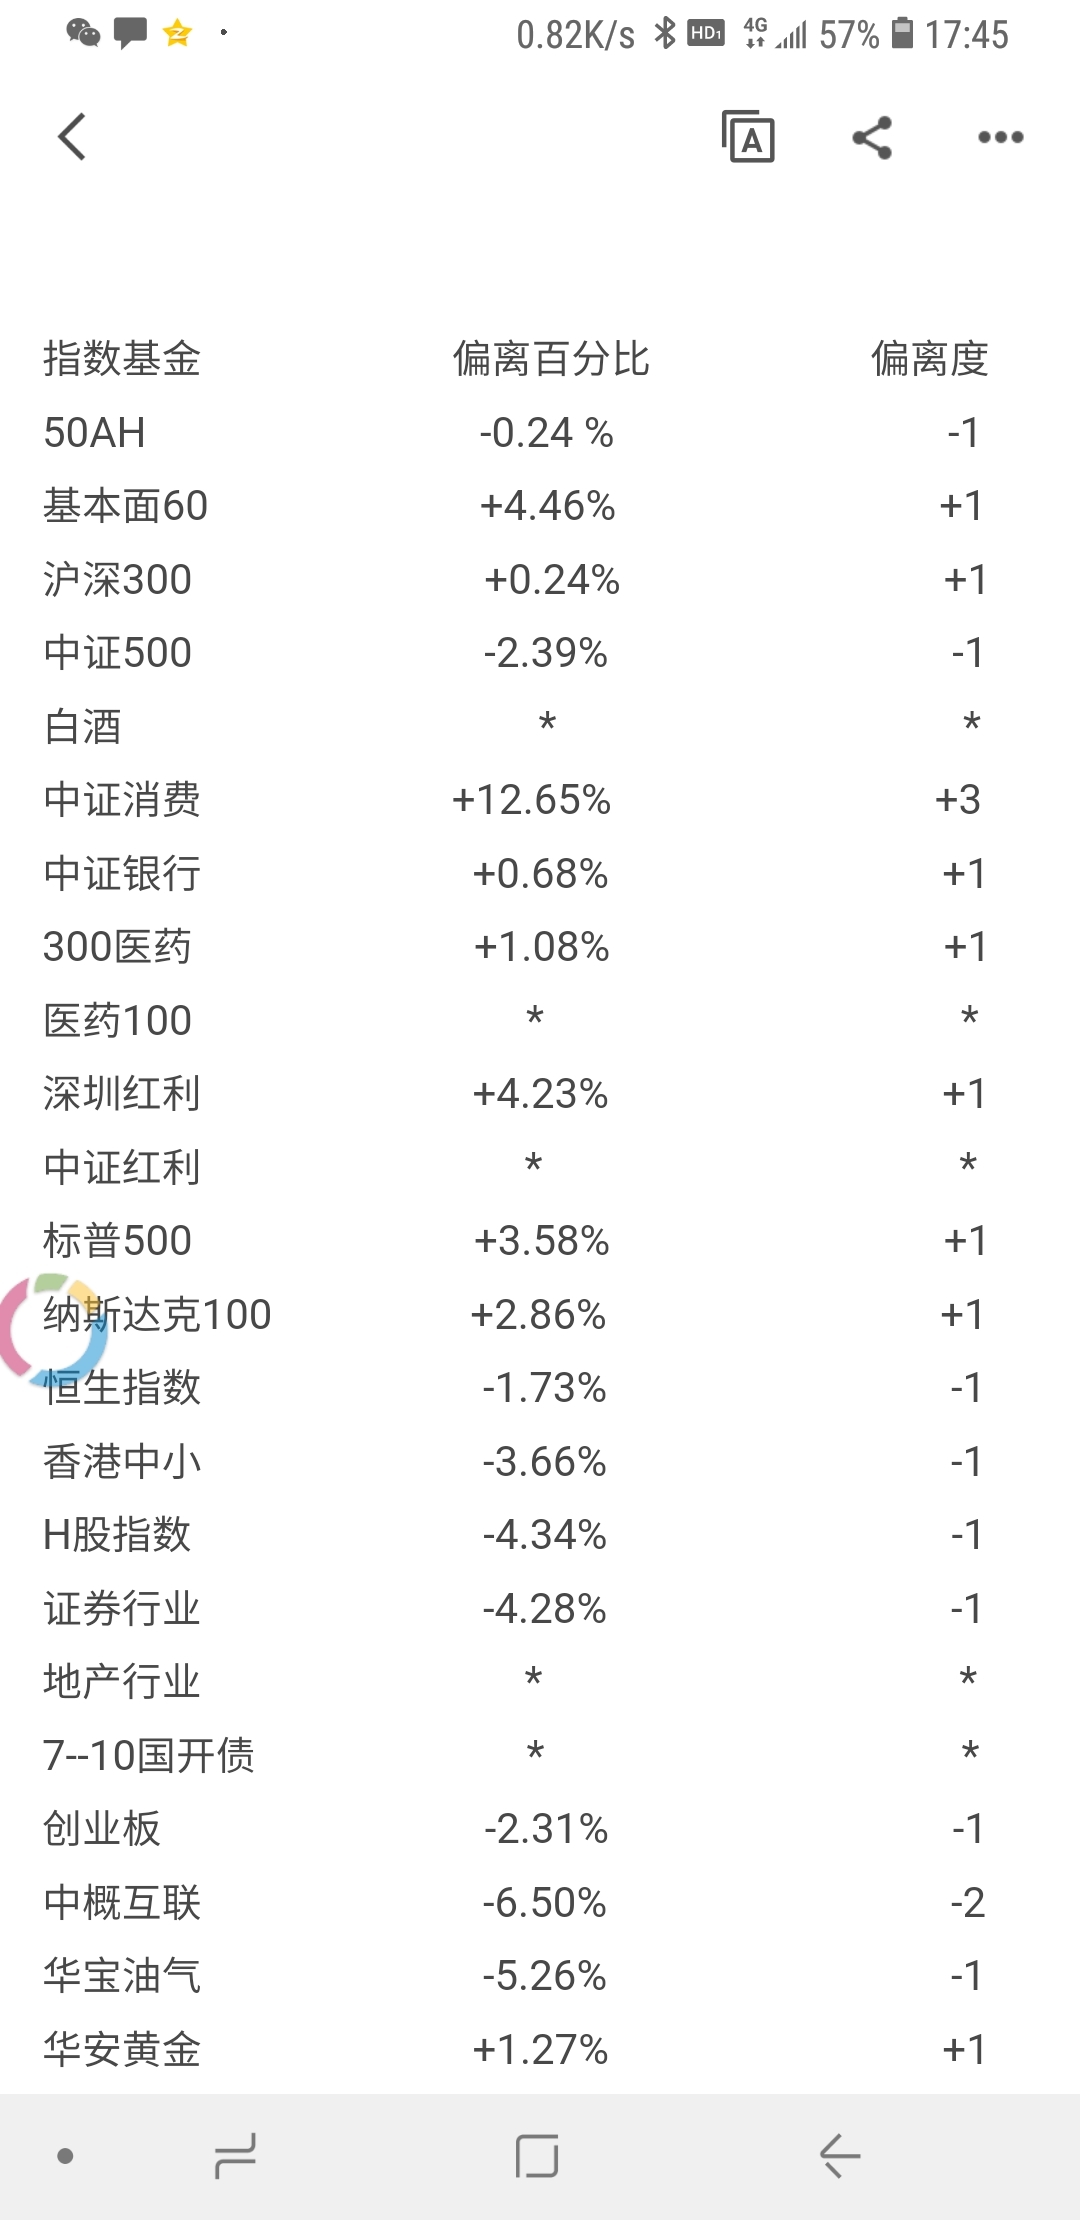 0.82K/s HD1 4G 57% 17:45
A
指数基金 偏离百分比 偏离度
50AH -0.24 % -1
基本面60 +4.46% +1
沪深300 +0.24% +1
中证500 -2.39% -1
白酒 * *
中证消费 +12.65% +3
中证银行 +0.68% +1
300医药 +1.08% +1
医药100 * *
深圳红利 +4.23% +1
中证红利 * *
标普500 +3.58% +1
纳斯达克100 +2.86% +1
恒生指数 -1.73% -1
香港中小 -3.66% -1
H股指数 -4.34% -1
证券行业 -4.28% -1
地产行业 * *
7--10国开债 * *
创业板 -2.31% -1
中概互联 -6.50% -2
华宝油气 -5.26% -1
华安黄金 +1.27% +1